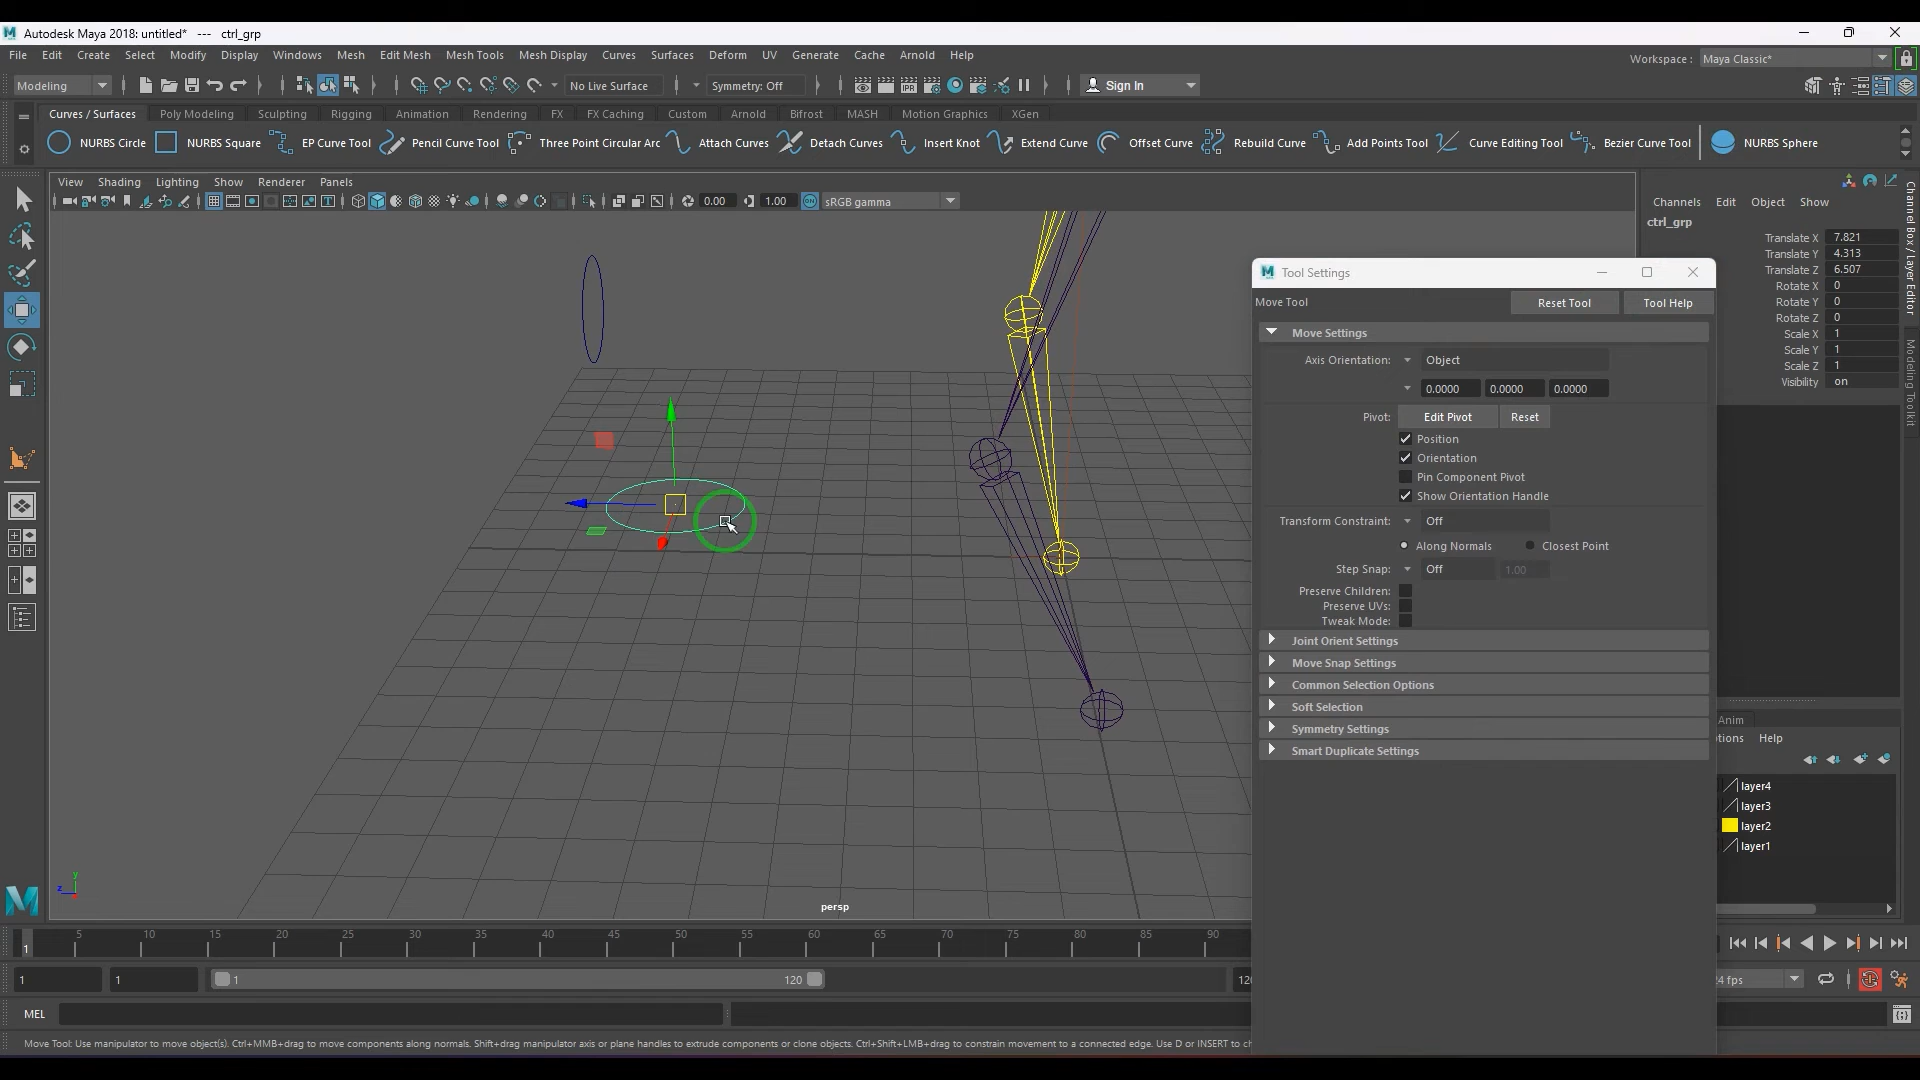 Autodesk Maya 2018: untitled* --- ctrl_grp
File Edit Create Select Modify Display Windows Mesh Edit Mesh Mesh Tools Mesh Display Curves Surfaces Deform UV Generate Cache Arnold Help
Workspace : Maya Classic*
Modeling No Live Surface Symmetry: Off Sign In
Curves / Surfaces Poly Modeling Sculpting Rigging Animation Rendering FX FX Caching Custom Arnold Bifrost MASH Motion Graphics XGen
NURBS Circle NURBS Square EP Curve Tool Pencil Curve Tool Three Point Circular Arc Attach Curves Detach Curves Insert Knot Extend Curve Offset Curve Rebuild Curve Add Points Tool Curve Editing Tool Bezier Curve Tool NURBS Sphere
View Shading Lighting Show Renderer Panels
0.00 1.00 sRGB gamma
Channels Edit Object Show
ctrl_grp
Translate X 7.821
Translate Y 4.313
Translate Z 6.507
Rotate X 0
Rotate Y 0
Rotate Z 0
Scale X 1
Scale Y 1
Scale Z 1
Visibility on
Channel Box / Layer Editor
Modeling Toolkit
Tool Settings
Move Tool Reset Tool Tool Help
Move Settings
Axis Orientation: Object
0.0000 0.0000 0.0000
Pivot: Edit Pivot Reset
Position
Orientation
Pin Component Pivot
Show Orientation Handle
Transform Constraint: Off
Along Normals Closest Point
Step Snap: Off 1.00
Preserve Children:
Preserve UVs:
Tweak Mode:
Joint Orient Settings
Move Snap Settings
Common Selection Options
Soft Selection
Symmetry Settings
Smart Duplicate Settings
Anim
tions Help
layer4
layer3
layer2
layer1
y
z
persp
1 5 10 15 20 25 30 35 40 45 50 55 60 65 70 75 80 85 90
1 1 1 120 120 24 fps
MEL
Move Tool: Use manipulator to move object(s). Ctrl+MMB+drag to move components along normals. Shift+drag manipulator axis or plane handles to extrude components or clone objects. Ctrl+Shift+LMB+drag to constrain movement to a connected edge. Use D or INSERT to ch